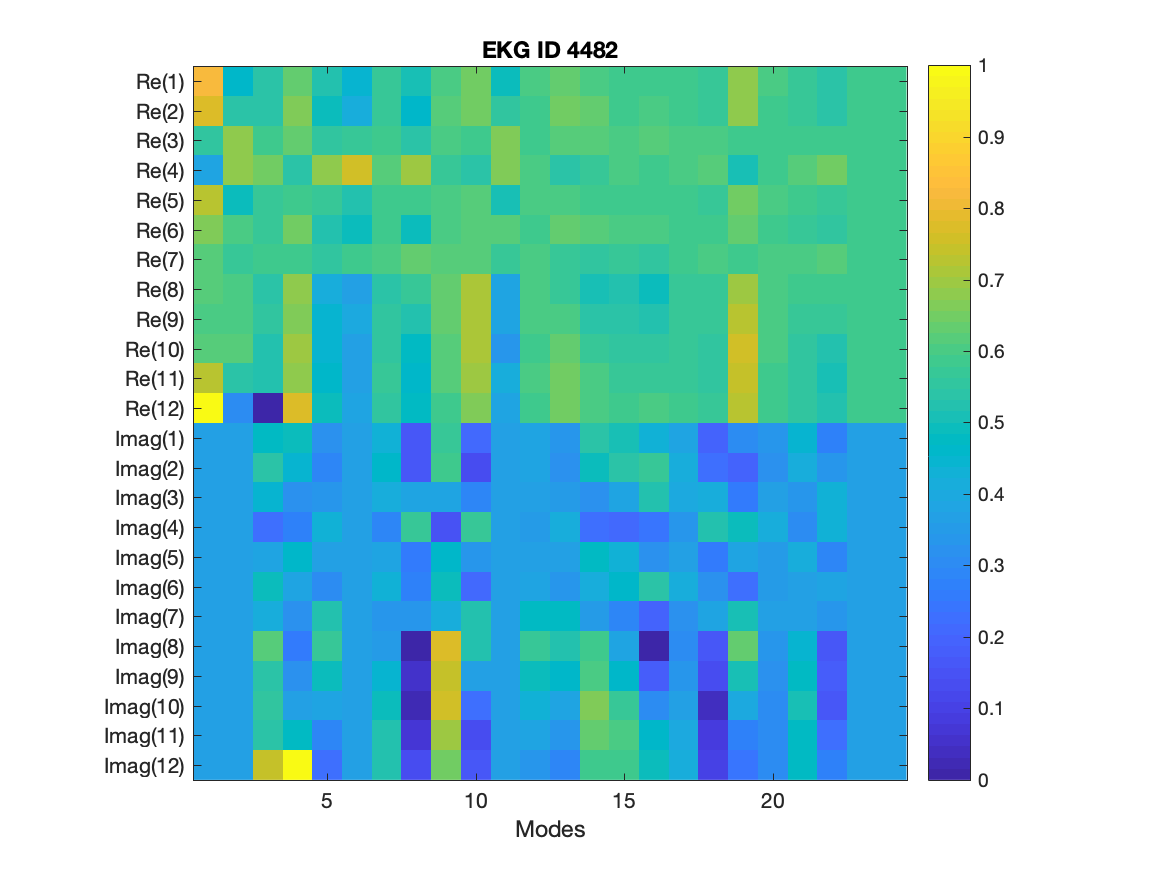 EKG ID 4482
Re(1)
Re(2)
Re(3)
Re(4)
Re(5)
Re(6)
Re(7)
Re(8)
Re(9)
Re(10)
Re(11)
Re(12)
Imag(1)
Imag(2)
Imag(3)
Imag(4)
Imag(5)
Imag(6)
Imag(7)
Imag(8)
Imag(9)
Imag(10)
Imag(11)
Imag(12)
5 10 15 20
Modes
1
0.9
0.8
0.7
0.6
0.5
0.4
0.3
0.2
0.1
0